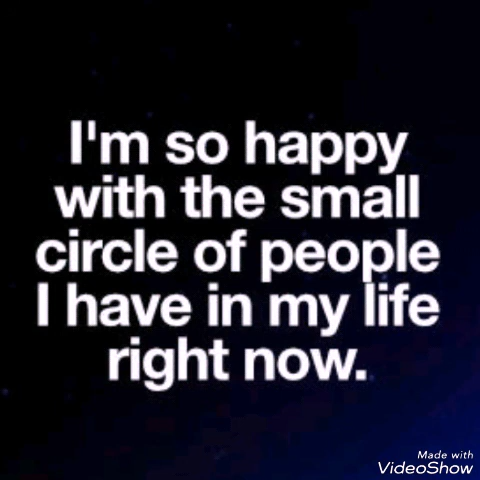 I'm so happy
with the small
circle of people
I have in my life
right now.
Made with
VideoShow